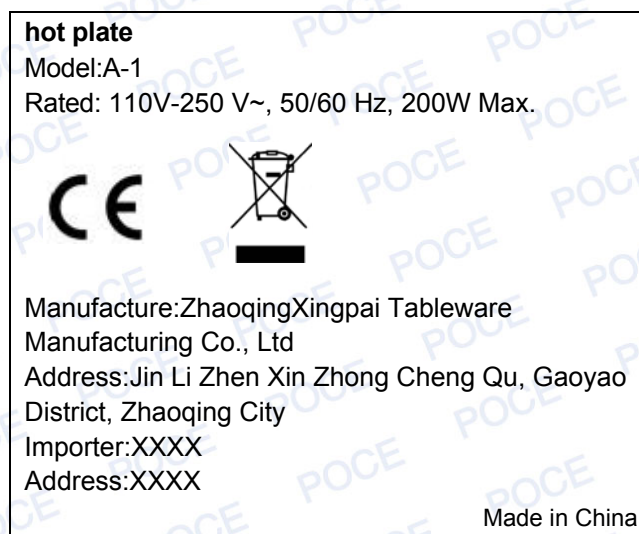 hot plate
Model:A-1
Rated: 110V-250 V~, 50/60 Hz, 200W Max.
CE
Manufacture:ZhaoqingXingpai Tableware
Manufacturing Co., Ltd
Address:Jin Li Zhen Xin Zhong Cheng Qu, Gaoyao
District, Zhaoqing City
Importer:XXXX
Address:XXXX
Made in China
POCE